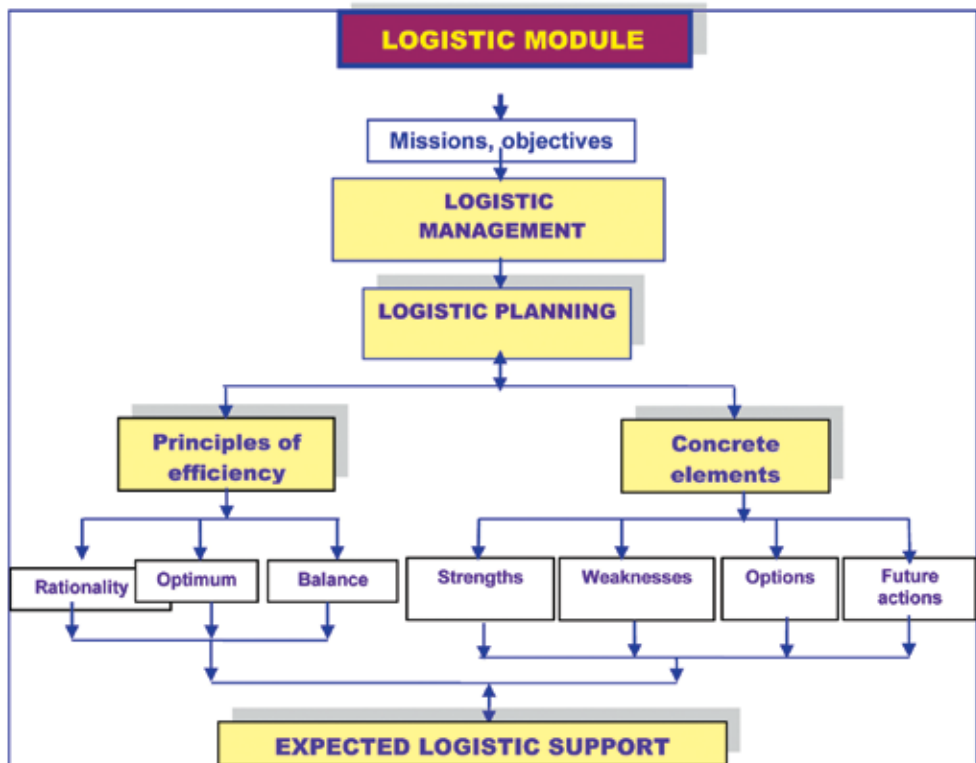 LOGISTIC MODULE
Missions, objectives
LOGISTIC
MANAGEMENT
LOGISTIC PLANNING
Principles of
efficiency
Concrete
elements
Rationality
Optimum
Balance
Strengths
Weaknesses
Options
Future
actions
EXPECTED LOGISTIC SUPPORT